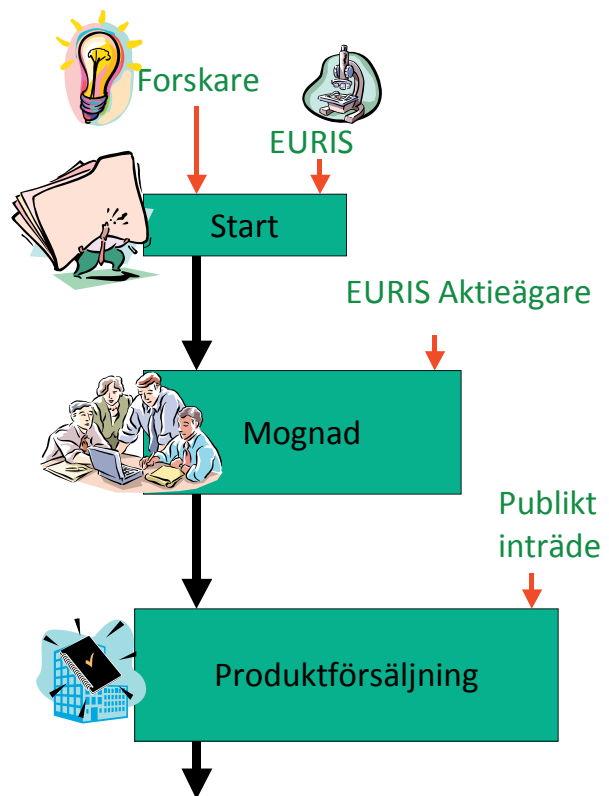 Forskare
EURIS
Start
EURIS Aktieägare
Mognad
Publikt
inträde
Produktförsäljning